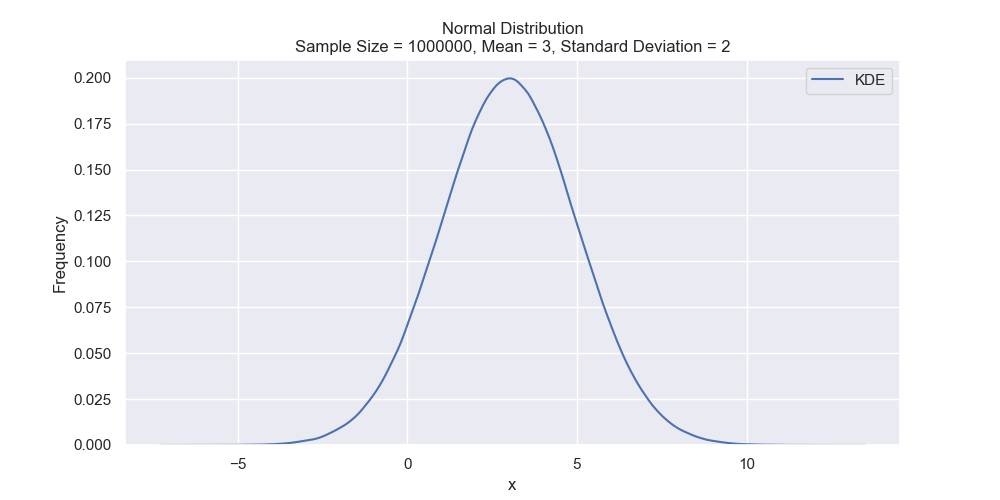 Normal Distribution
Sample Size = 1000000, Mean = 3, Standard Deviation = 2
KDE
Frequency
0.200
0.175
0.150
0.125
0.100
0.075
0.050
0.025
0.000
−5
0
5
10
x